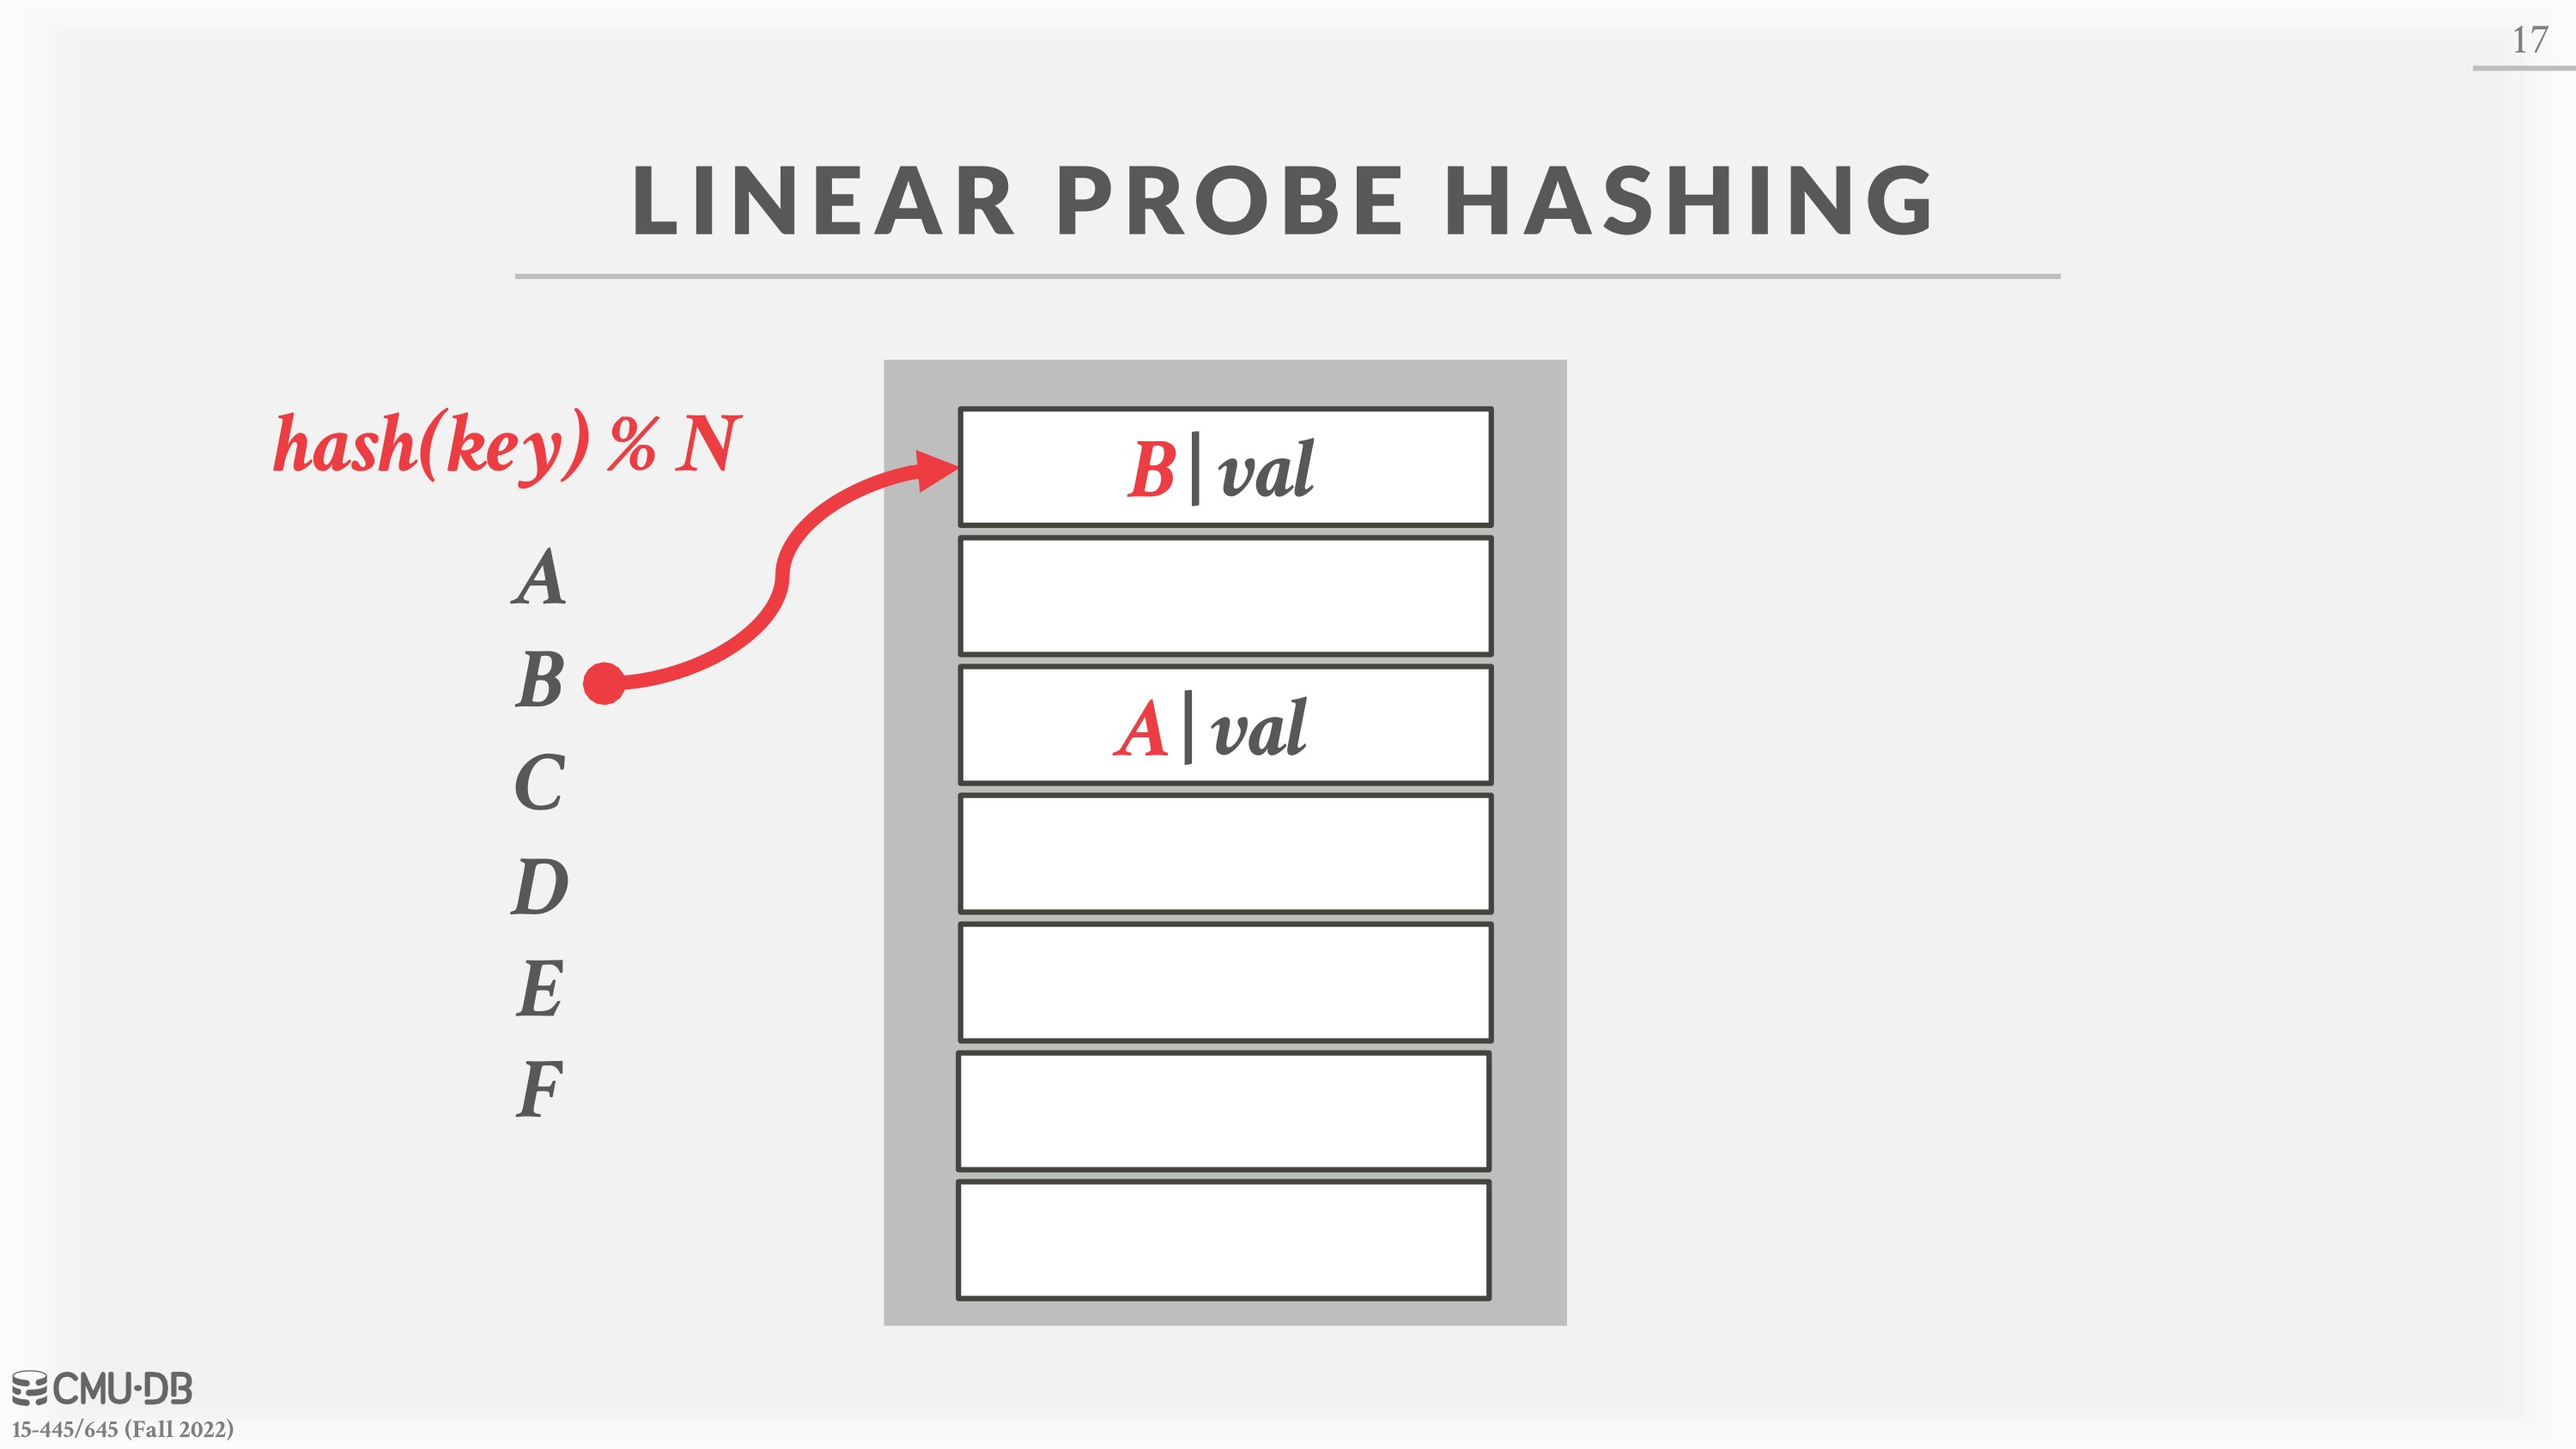 17
LINEAR PROBE HASHING
hash(key) % N
A
B
C
D
E
F
B|val
A|val
CMU·DB
15-445/645 (Fall 2022)